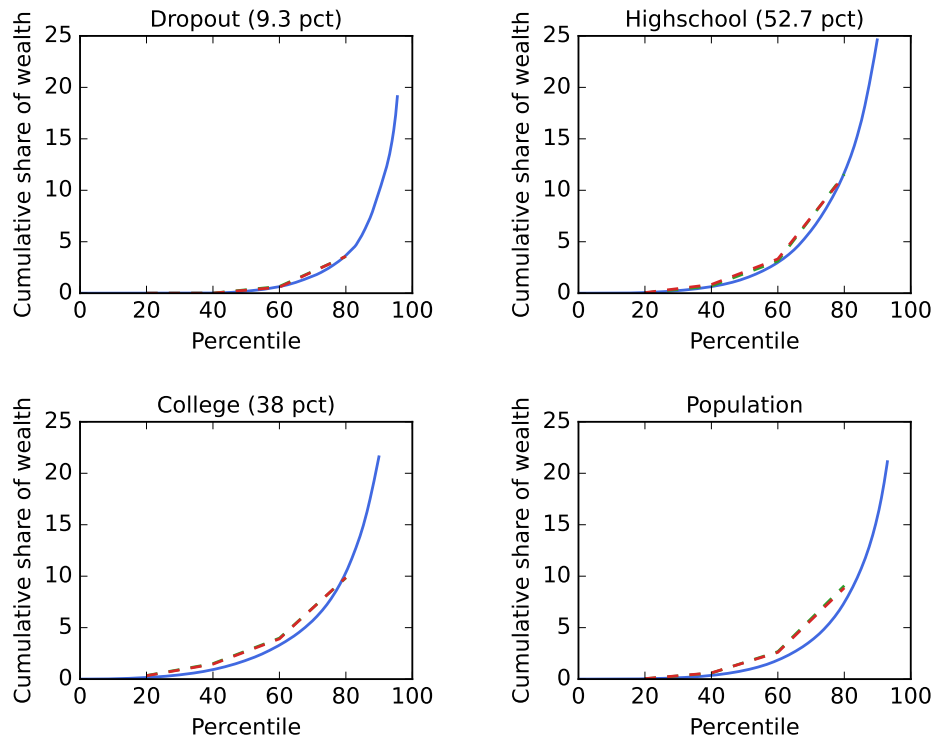 Dropout (9.3 pct)
Cumulative share of wealth
25
20
15
10
5
0
0 20 40 60 80 100
Percentile
Highschool (52.7 pct)
Cumulative share of wealth
25
20
15
10
5
0
0 20 40 60 80 100
Percentile
College (38 pct)
Cumulative share of wealth
25
20
15
10
5
0
0 20 40 60 80 100
Percentile
Population
Cumulative share of wealth
25
20
15
10
5
0
0 20 40 60 80 100
Percentile